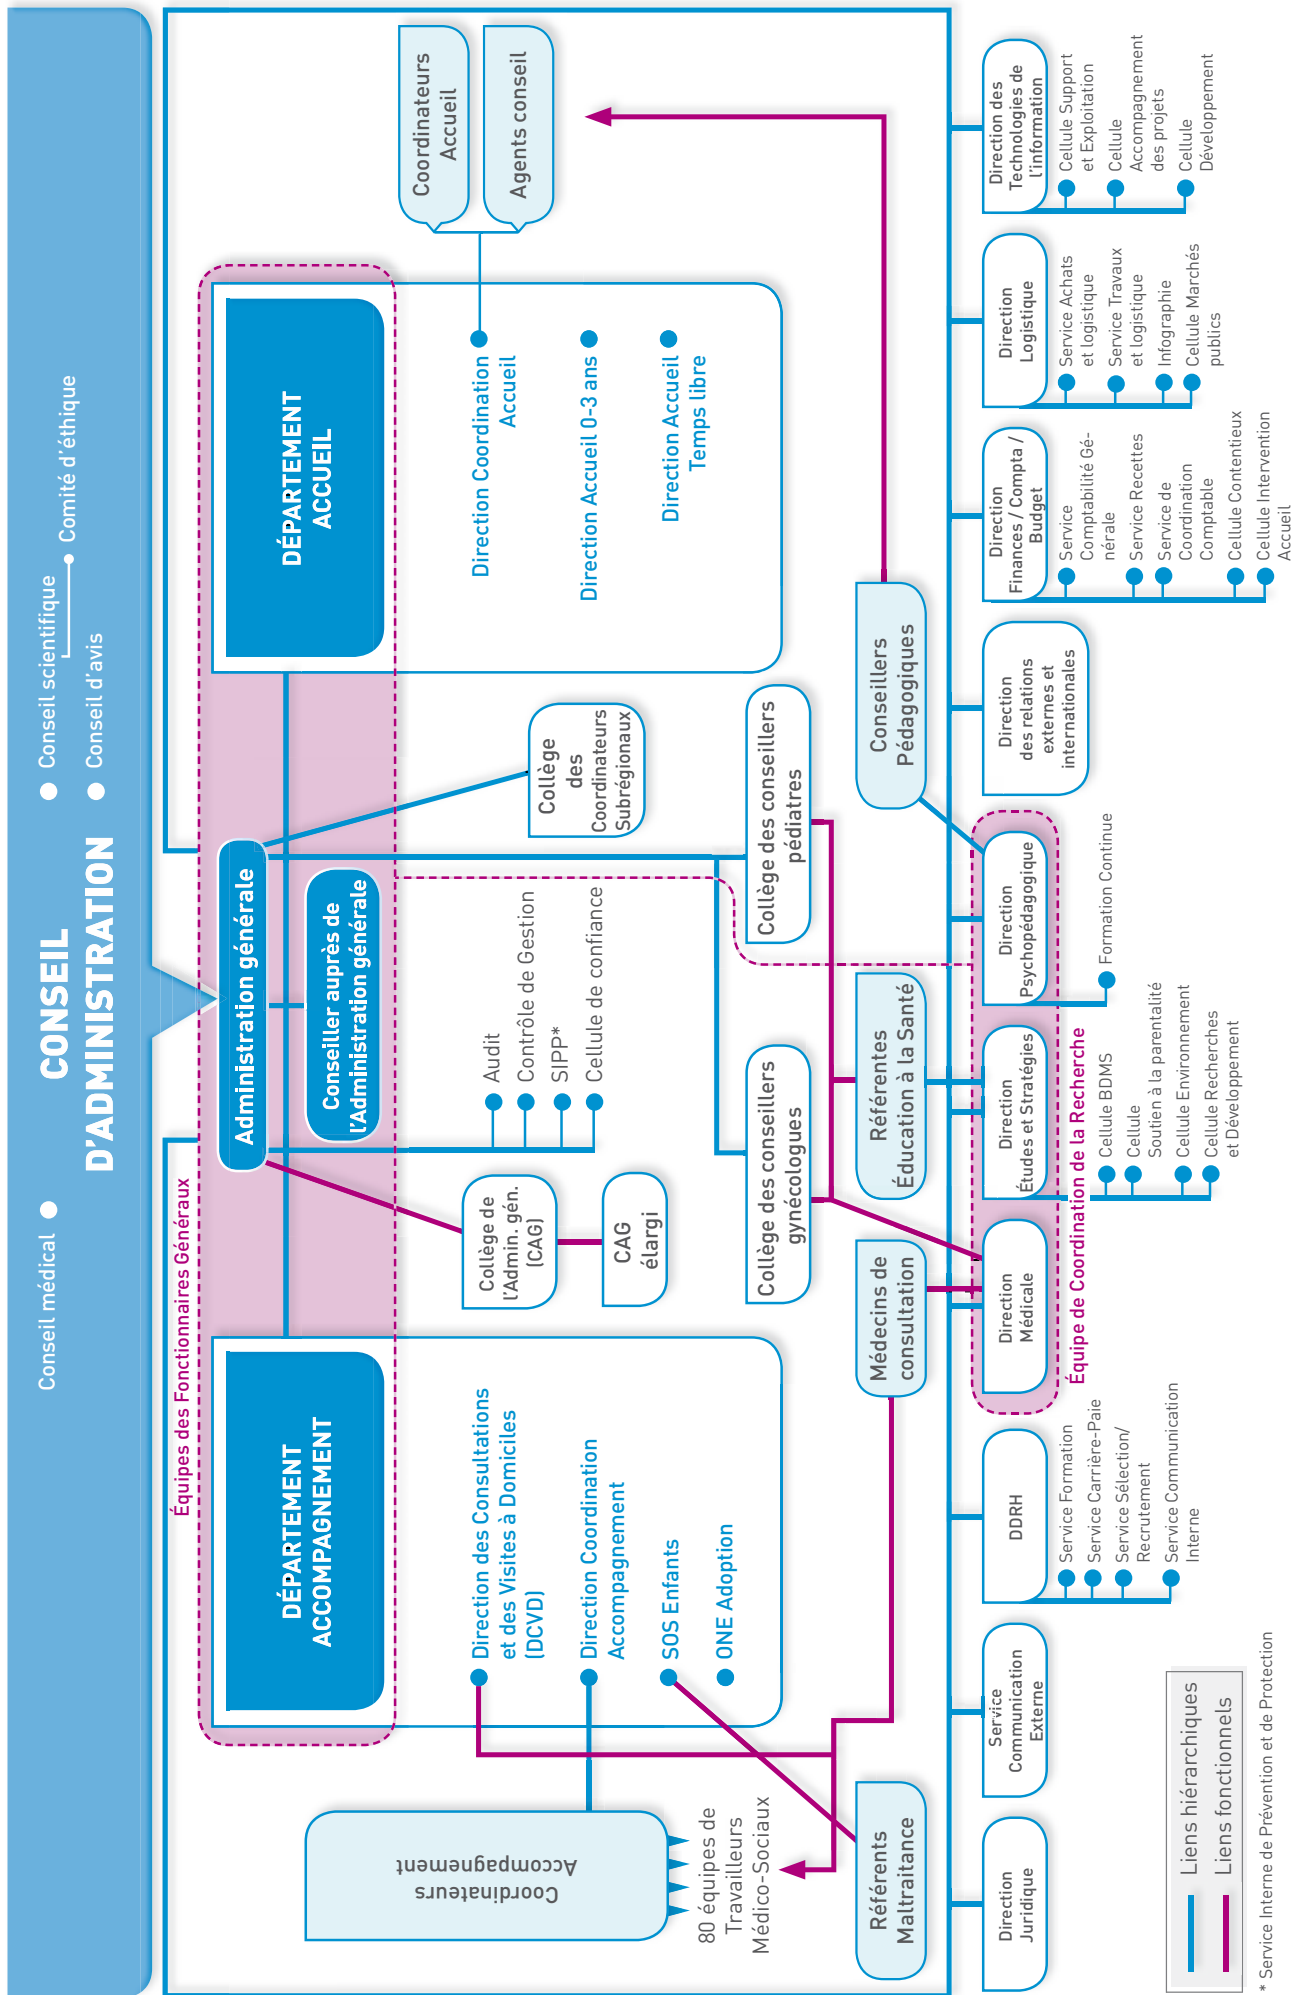 CONSEIL
D'ADMINISTRATION
Conseil médical
Conseil scientifique
Comité d'éthique
Conseil d'avis
Équipes des Fonctionnaires Généraux
Administration générale
Conseiller auprès de
l'Administration générale
DÉPARTEMENT
ACCOMPAGNEMENT
Direction des Consultations
et des Visites à Domiciles
(DCVD)
Direction Coordination
Accompagnement
SOS Enfants
ONE Adoption
Coordinateurs
Accompagnement
80 équipes de
Travailleurs
Médico-Sociaux
Collège de
l'Admin. gén.
(CAG)
CAG
élargi
Audit
Contrôle de Gestion
SIPP*
Cellule de confiance
Collège
des
Coordinateurs
Subrégionaux
DÉPARTEMENT
ACCUEIL
Direction Coordination
Accueil
Direction Accueil 0-3 ans
Direction Accueil
Temps libre
Coordinateurs
Accueil
Agents conseil
Collège des conseillers
gynécologues
Collège des conseillers
pédiatres
Référents
Maltraitance
Médecins de
consultation
Référentes
Éducation à la Santé
Conseillers
Pédagogiques
Direction
Juridique
Service
Communication
Externe
DDRH
Service Formation
Service Carrière-Paie
Service Sélection/
Recrutement
Service Communication
Interne
Direction
Médicale
Équipe de Coordination de la Recherche
Direction
Études et Stratégies
Cellule BDMS
Cellule
Soutien à la parentalité
Cellule Environnement
Cellule Recherches
et Développement
Direction
Psychopédagogique
Formation Continue
Direction
des relations
externes et
internationales
Direction
Finances / Compta /
Budget
Service
Comptabilité Gé-
nérale
Service Recettes
Service de
Coordination
Comptable
Cellule Contentieux
Cellule Intervention
Accueil
Direction
Logistique
Service Achats
et logistique
Service Travaux
et logistique
Infographie
Cellule Marchés
publics
Direction des
Technologies de
l'information
Cellule Support
et Exploitation
Cellule
Accompagnement
des projets
Cellule
Développement
Liens hiérarchiques
Liens fonctionnels
* Service Interne de Prévention et de Protection